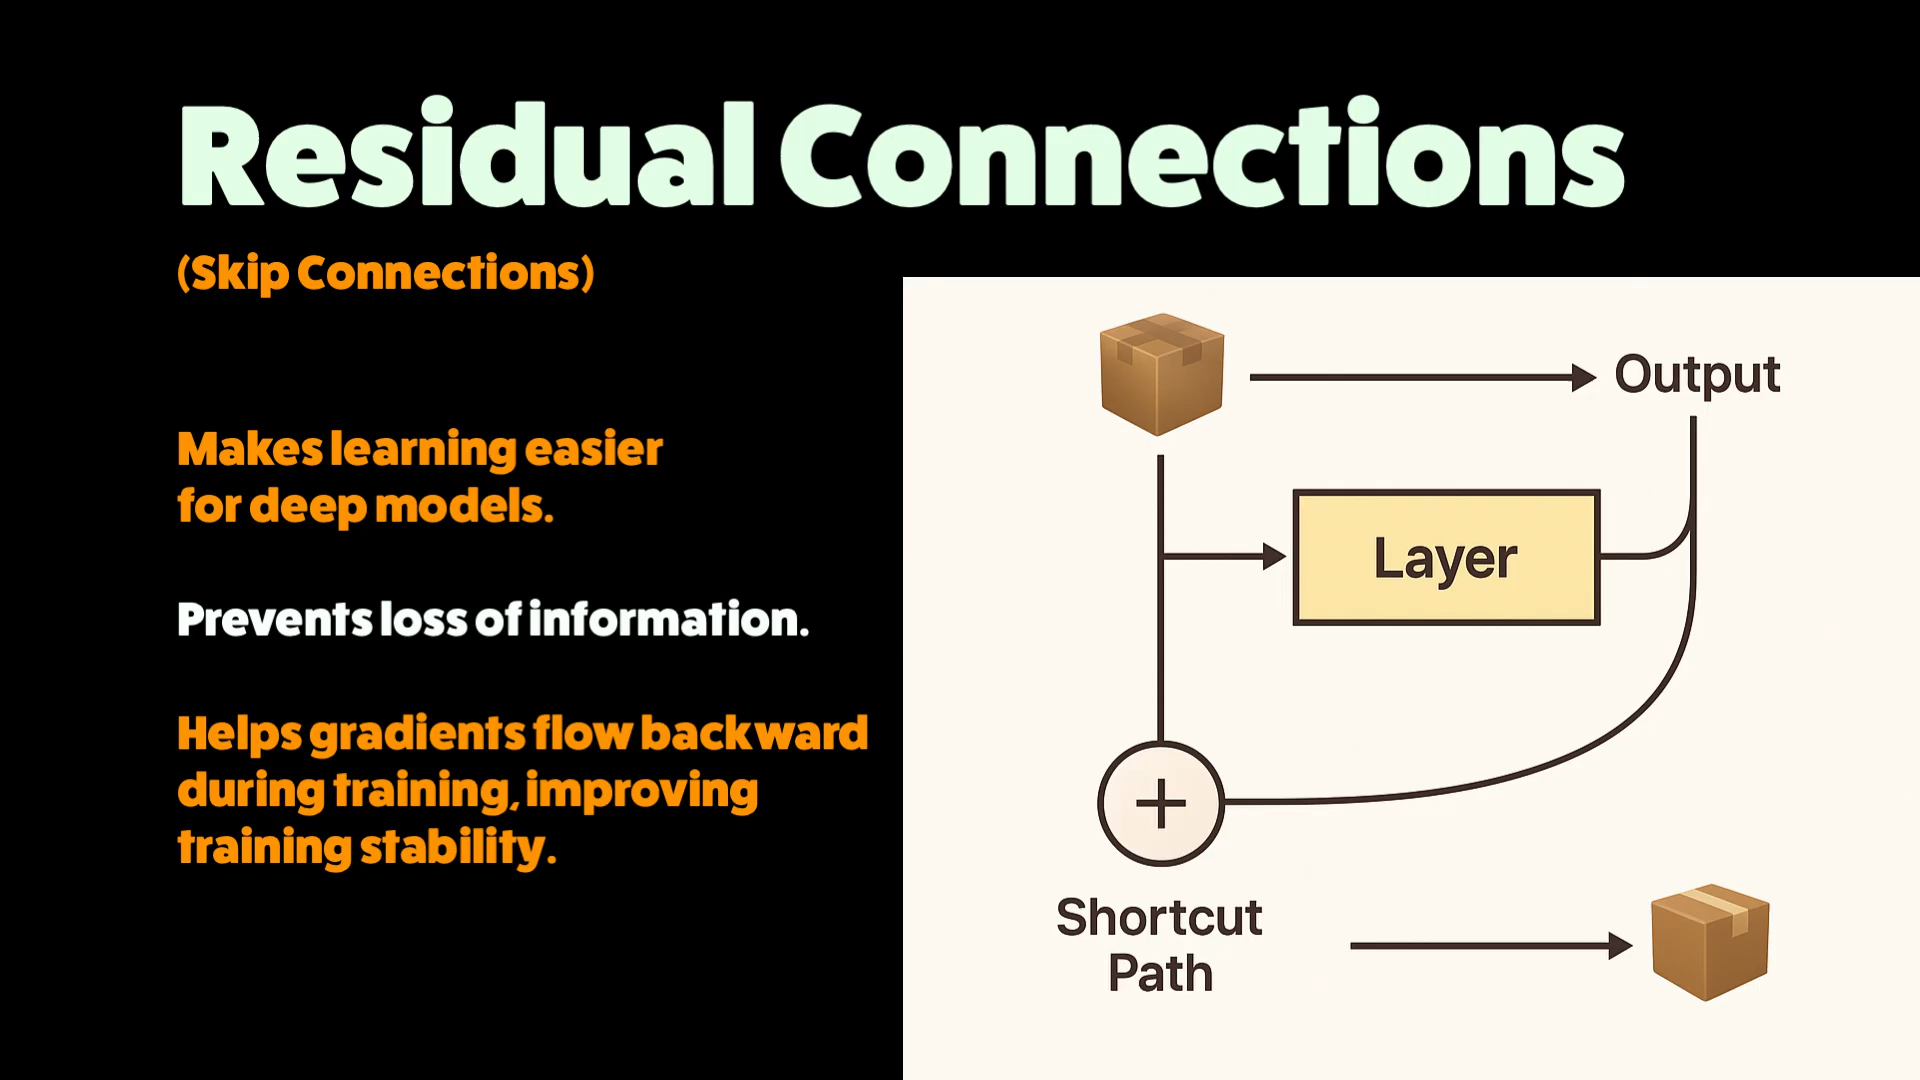 Residual Connections
(Skip Connections)
Makes learning easier
for deep models.
Prevents loss of information.
Helps gradients flow backward
during training, improving
training stability.
Output
Layer
+
Shortcut
Path